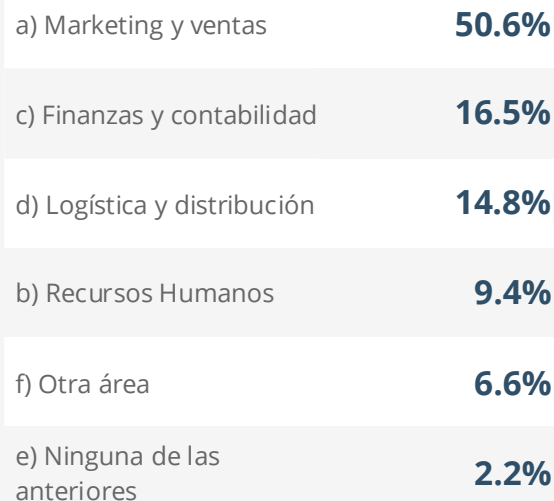 a) Marketing y ventas 50.6%
c) Finanzas y contabilidad 16.5%
d) Logística y distribución 14.8%
b) Recursos Humanos 9.4%
f) Otra área 6.6%
e) Ninguna de las
anteriores 2.2%